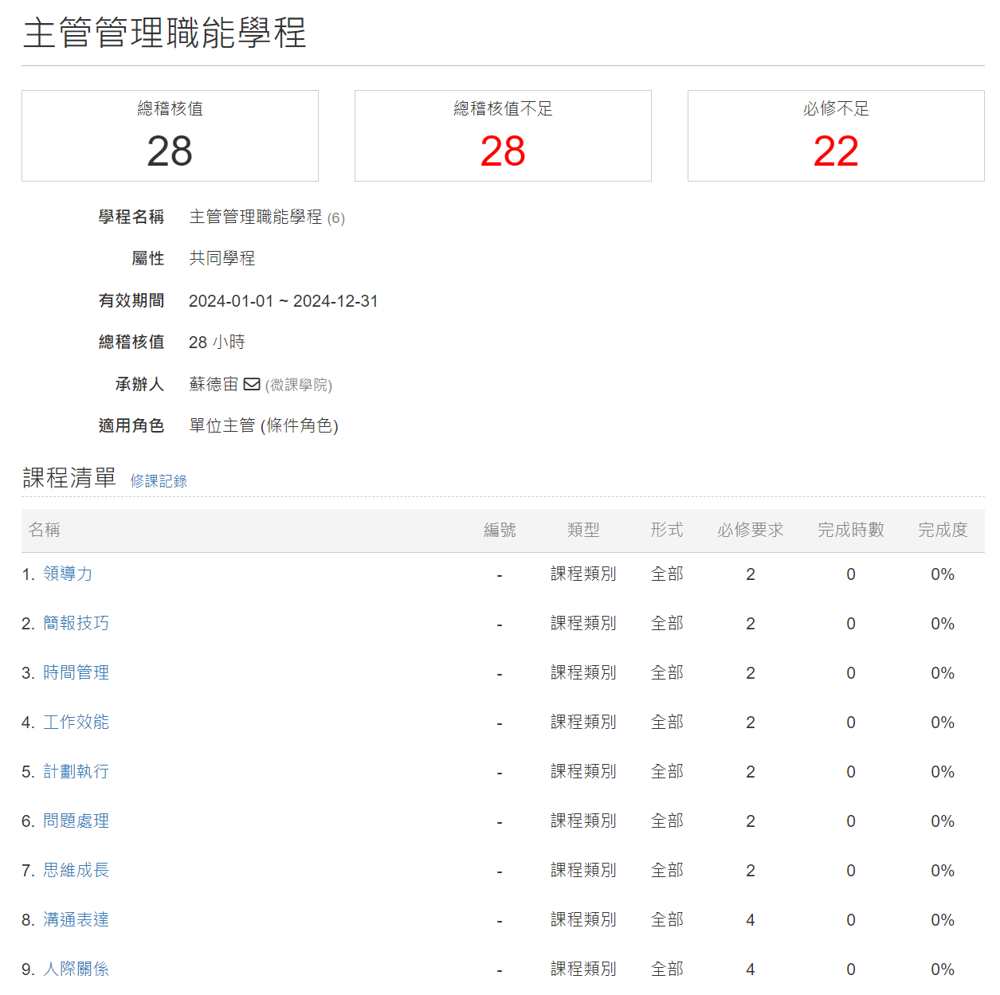 主管管理職能學程
總稽核值 總稽核值不足 必修不足
28 28 22
學程名稱 主管管理職能學程 (6)
屬性 共同學程
有效期間 2024-01-01 ~ 2024-12-31
總稽核值 28 小時
承辦人 蘇德宙 (微課學院)
適用角色 單位主管 (條件角色)
課程清單 修課記錄
名稱 編號 類型 形式 必修要求 完成時數 完成度
1. 領導力 - 課程類別 全部 2 0 0%
2. 簡報技巧 - 課程類別 全部 2 0 0%
3. 時間管理 - 課程類別 全部 2 0 0%
4. 工作效能 - 課程類別 全部 2 0 0%
5. 計劃執行 - 課程類別 全部 2 0 0%
6. 問題處理 - 課程類別 全部 2 0 0%
7. 思維成長 - 課程類別 全部 2 0 0%
8. 溝通表達 - 課程類別 全部 4 0 0%
9. 人際關係 - 課程類別 全部 4 0 0%